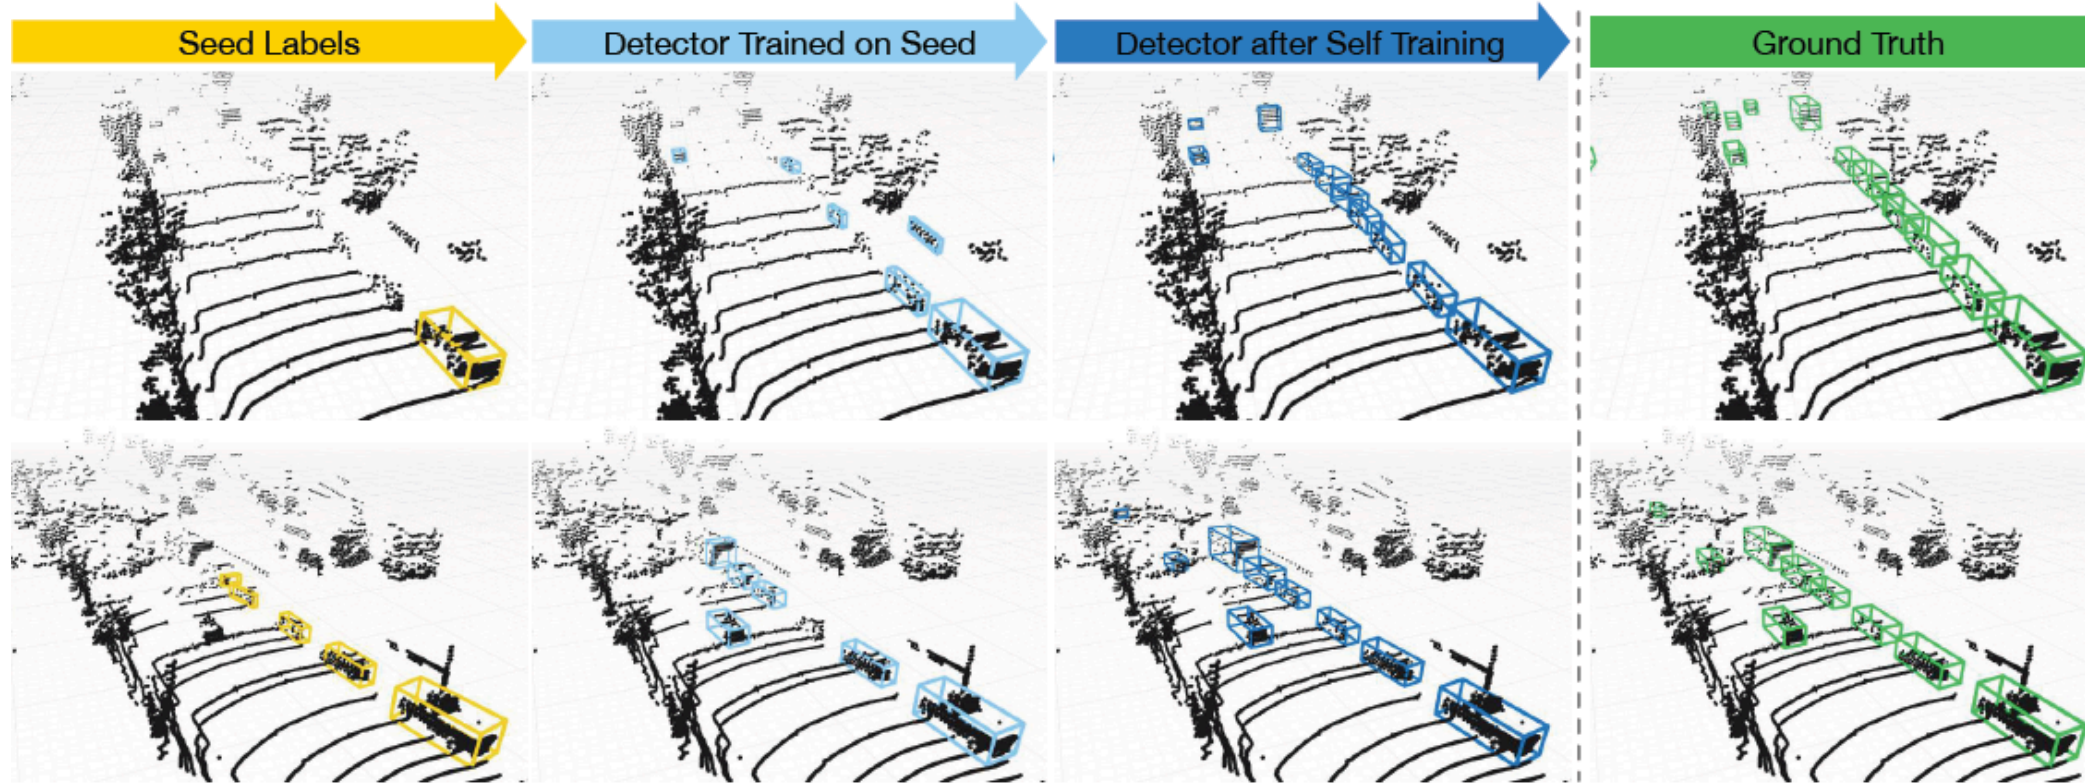 Seed Labels
Detector Trained on Seed
Detector after Self Training
Ground Truth